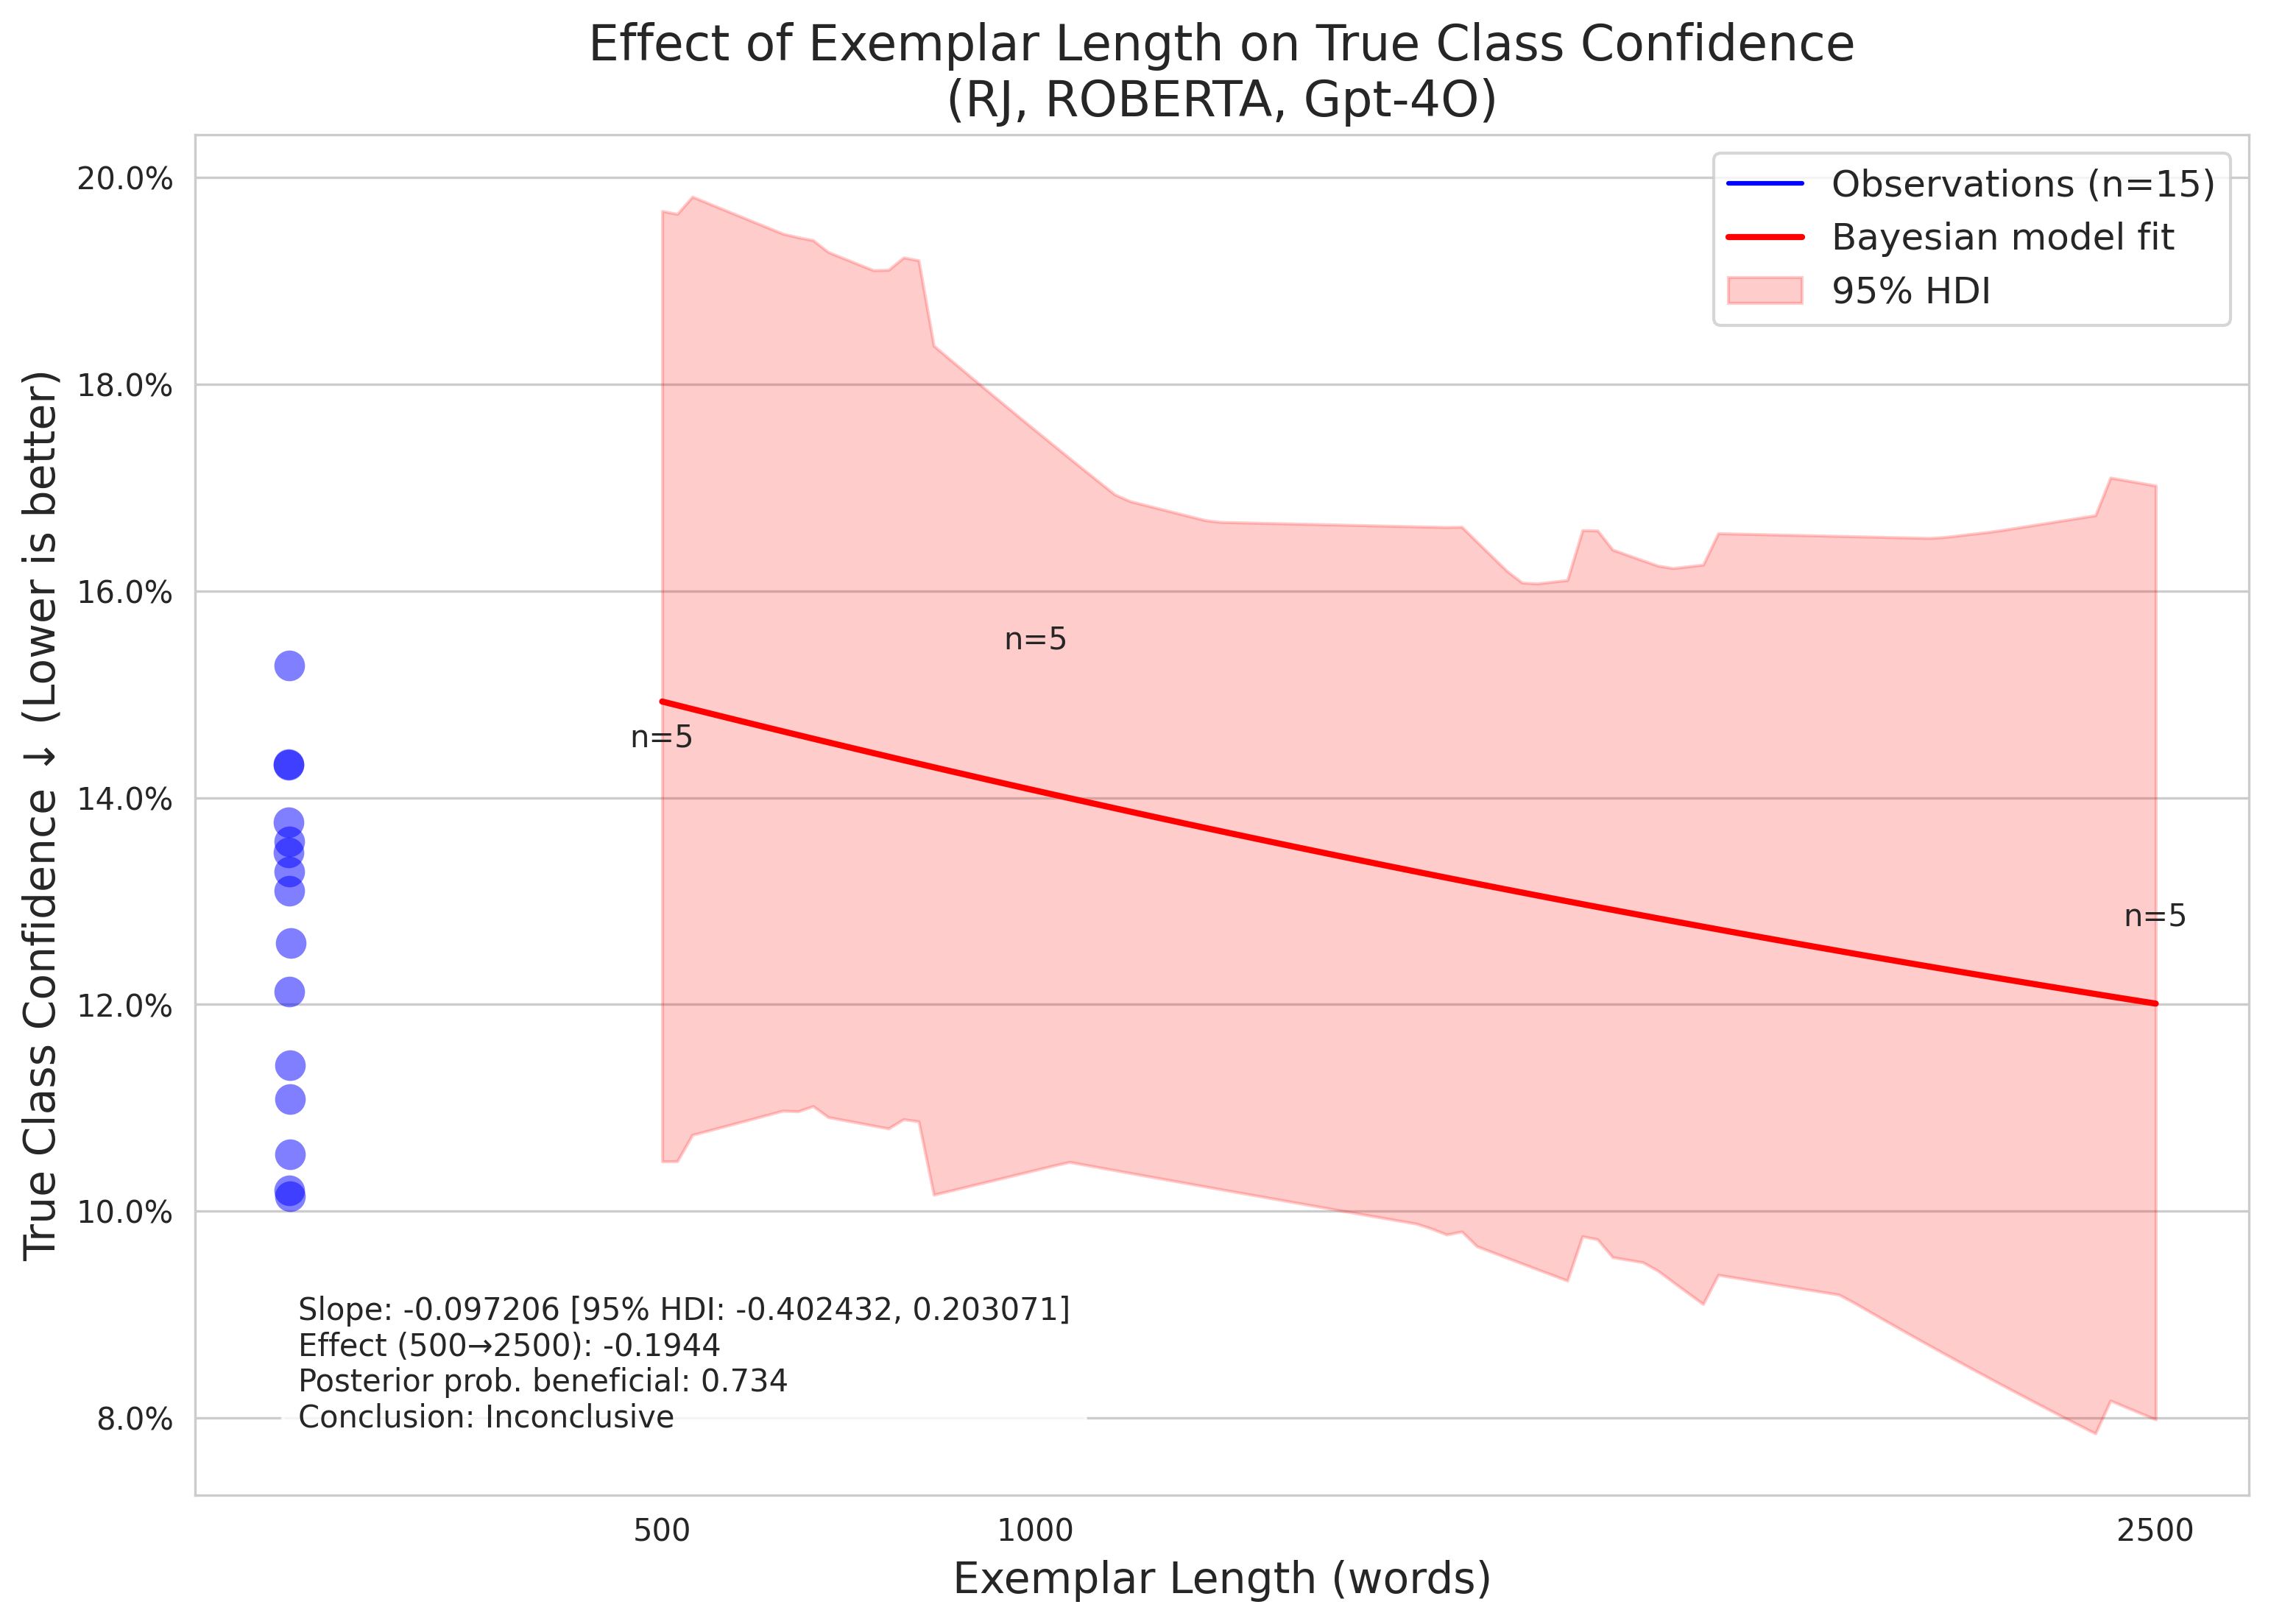 Effect of Exemplar Length on True Class Confidence
(RJ, ROBERTA, Gpt-4O)
Observations (n=15)
Bayesian model fit
95% HDI
True Class Confidence ↓ (Lower is better)
20.0%
18.0%
16.0%
14.0%
12.0%
10.0%
8.0%
n=5
n=5
n=5
Slope: -0.097206 [95% HDI: -0.402432, 0.203071]
Effect (500→2500): -0.1944
Posterior prob. beneficial: 0.734
Conclusion: Inconclusive
500
1000
2500
Exemplar Length (words)